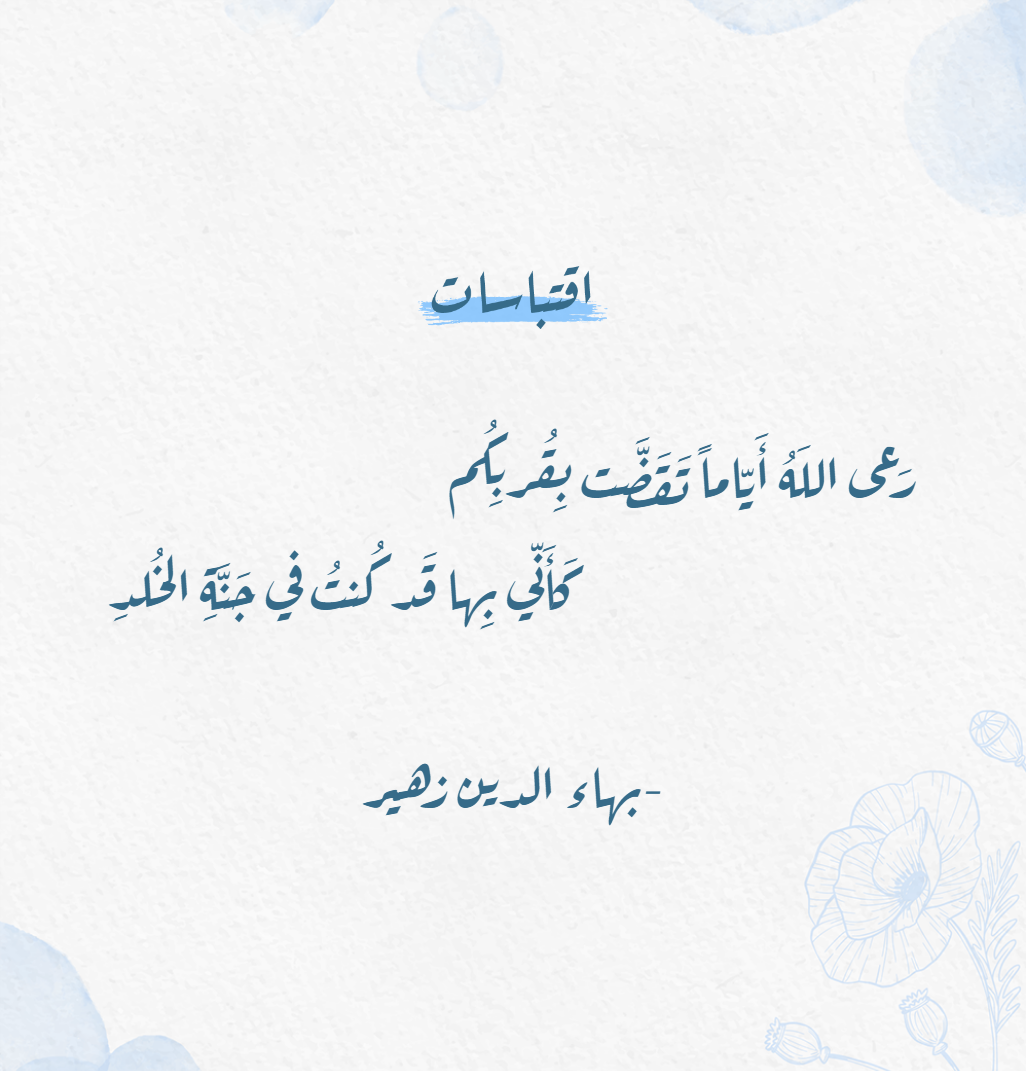 اقتباسات
رَعى اللَهُ أَيّاماً تَقَضَّت بِقُربِكُم
كَأَنّي بِها قَد كُنتُ في جَنَّةِ الخُلدِ
-بهاء الدين زهير